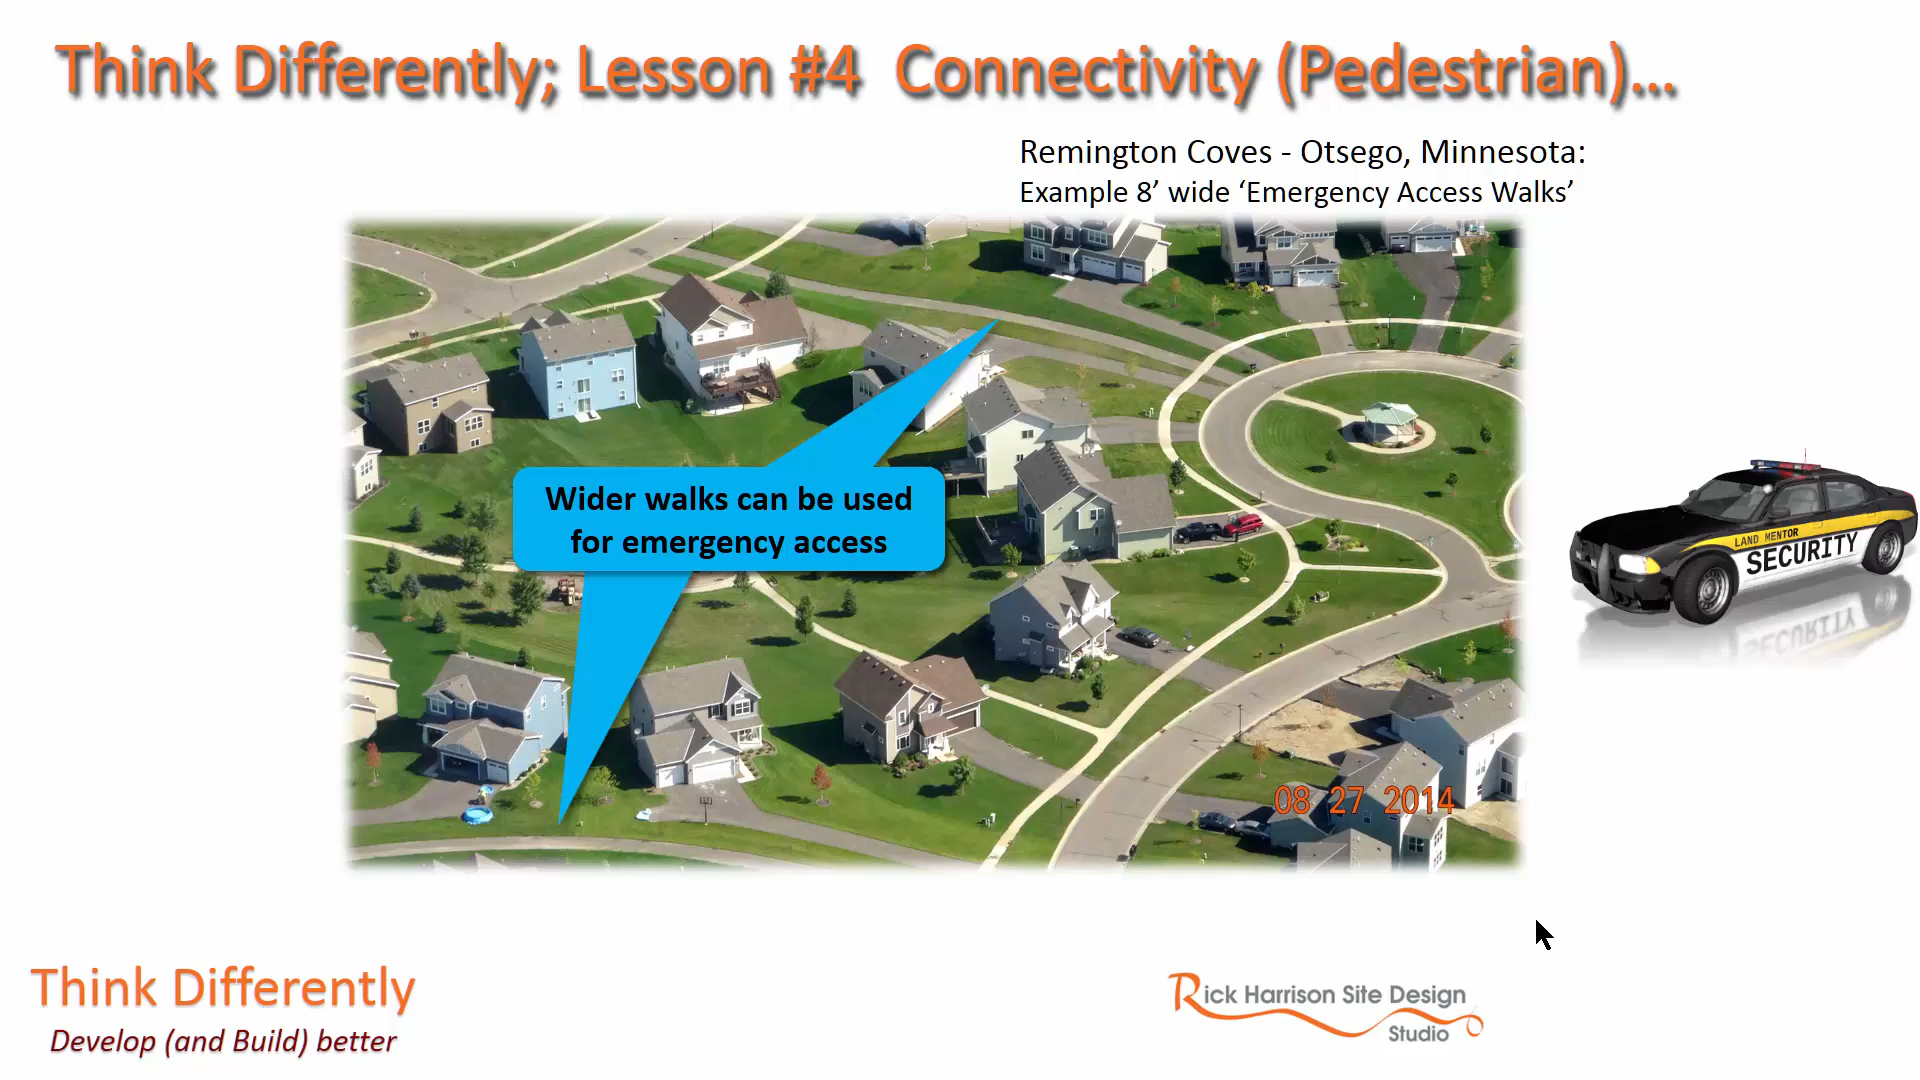 Think Differently; Lesson #4 Connectivity (Pedestrian)...
Remington Coves - Otsego, Minnesota:
Example 8’ wide ‘Emergency Access Walks’
Wider walks can be used
for emergency access
LAND MENTOR
SECURITY
SECURITY
08 27 2014
Think Differently
Develop (and Build) better
Rick Harrison Site Design
Studio